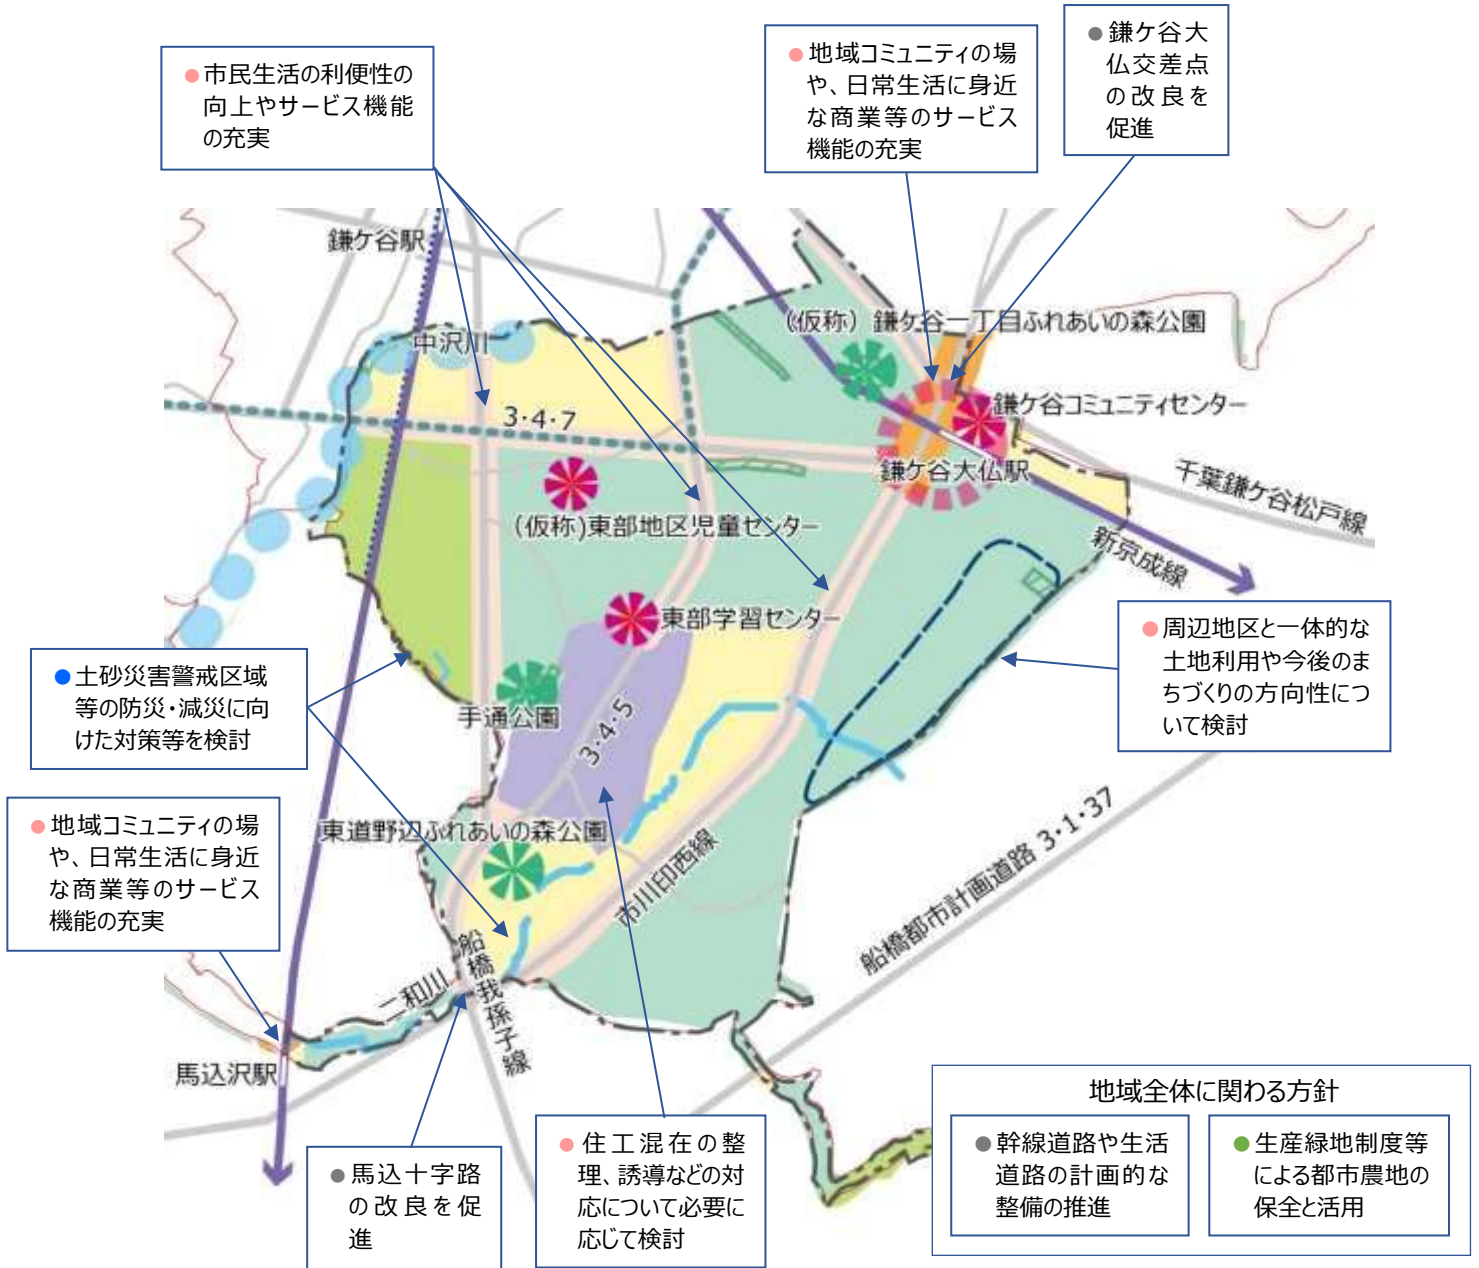 ●市民生活の利便性の
向上やサービス機能
の充実
●地域コミュニティの場
や、日常生活に身近
な商業等のサービス
機能の充実
●鎌ケ谷大
仏交差点
の改良を
促進
鎌ケ谷駅
中沢川
(仮称)鎌ケ谷一丁目ふれあいの森公園
3・4・7
鎌ケ谷コミュニティセンター
鎌ケ谷大仏駅
千葉鎌ケ谷松戸線
(仮称)東部地区児童センター
新京成線
東部学習センター
●周辺地区と一体的な
土地利用や今後のま
ちづくりの方向性につ
いて検討
●土砂災害警戒区域
等の防災・減災に向
けた対策等を検討
手通公園
3・4・5
●地域コミュニティの場
や、日常生活に身近
な商業等のサービス
機能の充実
東道野辺ふれあいの森公園
市川印西線
船橋都市計画道路 3・1・37
二和川
船橋我孫子線
馬込沢駅
●馬込十字路
の改良を促
進
●住工混在の整
理、誘導などの対
応について必要に
応じて検討
地域全体に関わる方針
●幹線道路や生活
道路の計画的な
整備の推進
●生産緑地制度等
による都市農地の
保全と活用